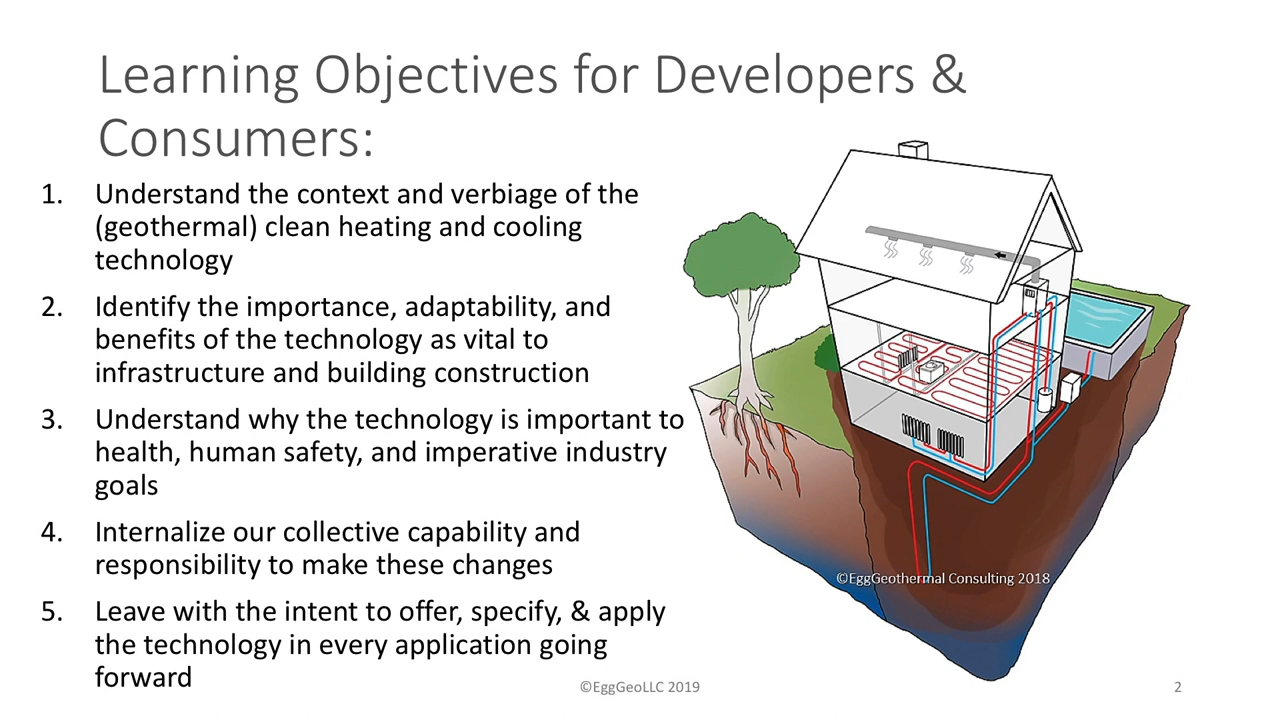 Learning Objectives for Developers &
Consumers:
1. Understand the context and verbiage of the
(geothermal) clean heating and cooling
technology
2. Identify the importance, adaptability, and
benefits of the technology as vital to
infrastructure and building construction
3. Understand why the technology is important to
health, human safety, and imperative industry
goals
4. Internalize our collective capability and
responsibility to make these changes
5. Leave with the intent to offer, specify, & apply
the technology in every application going
forward
©EggGeothermal Consulting 2018
©EggGeoLLC 2019
2